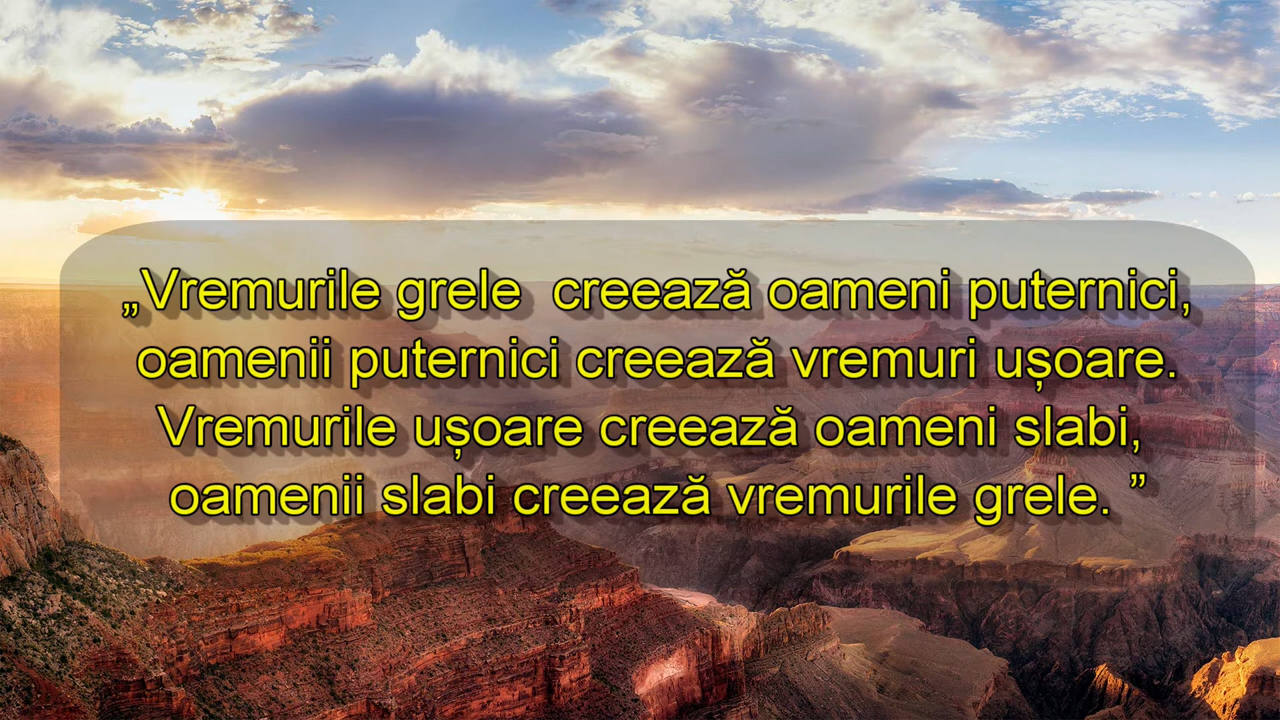 „Vremurile grele  creează oameni puternici,
oamenii puternici creează vremuri ușoare.
Vremurile ușoare creează oameni slabi,
oamenii slabi creează vremurile grele. ”